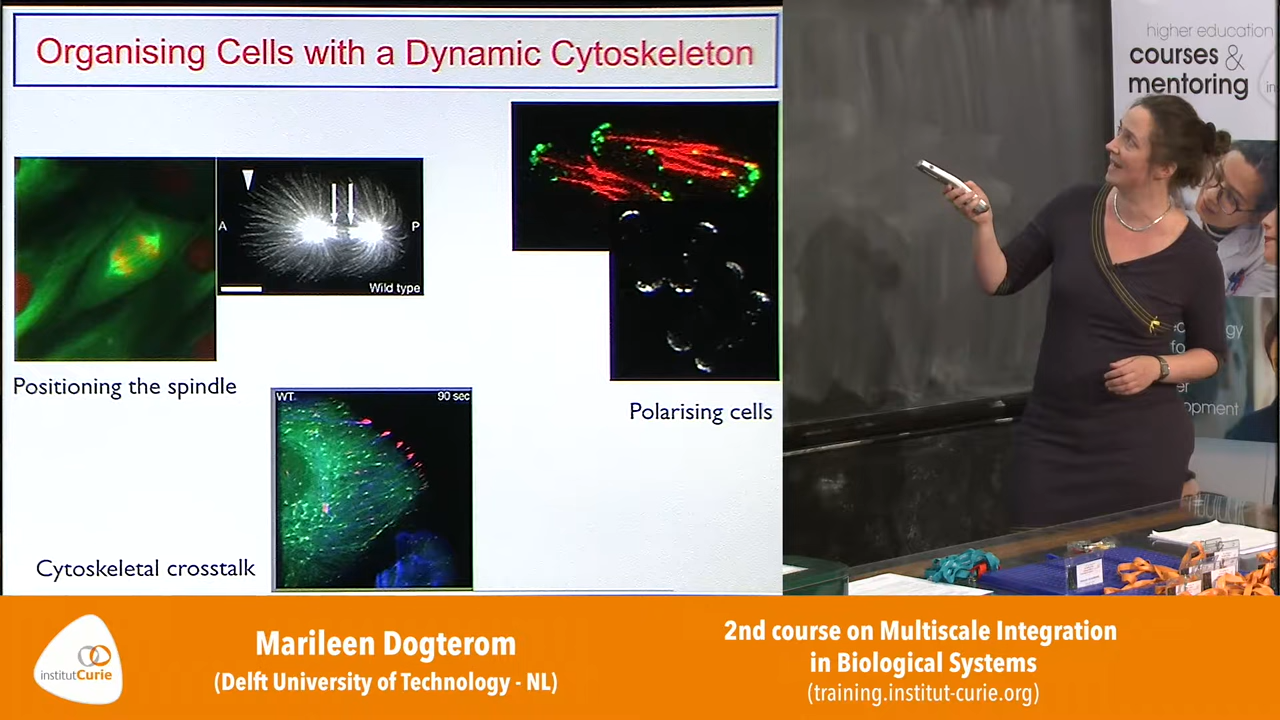 Organising Cells with a Dynamic Cytoskeleton
A
P
Wild type
Positioning the spindle
Polarising cells
WT.
90 sec
Cytoskeletal crosstalk
higher education
courses &
mentoring
institutCurie
Marileen Dogterom
(Delft University of Technology - NL)
2nd course on Multiscale Integration
in Biological Systems
(training.institut-curie.org)